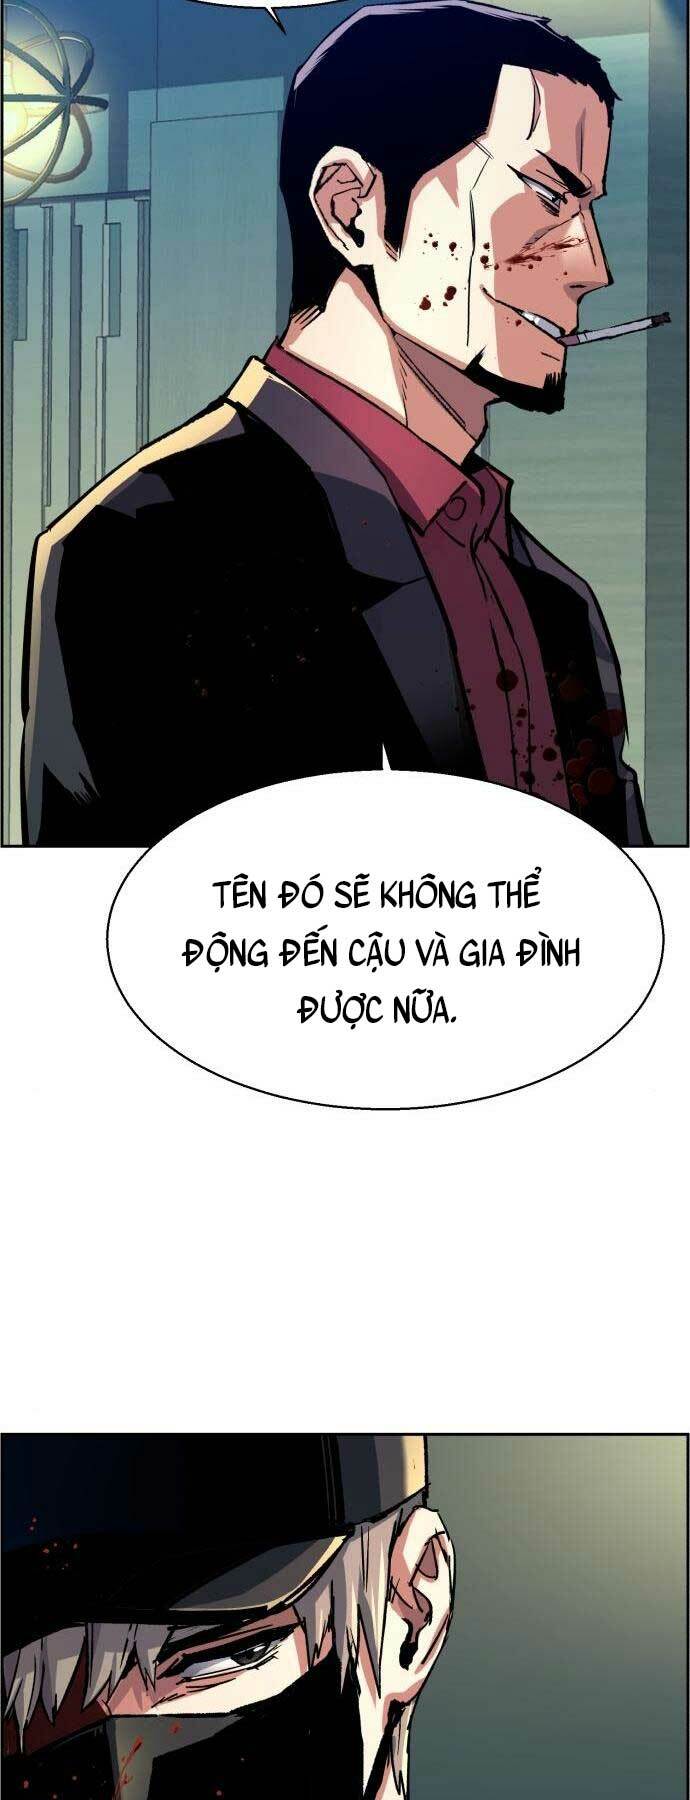 TÊN ĐÓ SẼ KHÔNG THỂ
ĐỘNG ĐẾN CẬU VÀ GIA ĐÌNH
ĐƯỢC NỮA.